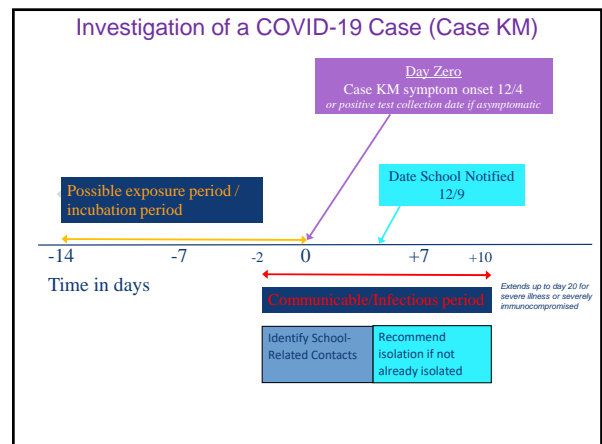 Investigation of a COVID-19 Case (Case KM)
Day Zero
Case KM symptom onset 12/4
or positive test collection date if asymptomatic
Possible exposure period /
incubation period
Date School Notified
12/9
-14 -7 -2 0 +7 +10
Time in days
Communicable/Infectious period
Extends up to day 20 for
severe illness or severely
immunocompromised
Identify School-
Related Contacts
Recommend
isolation if not
already isolated